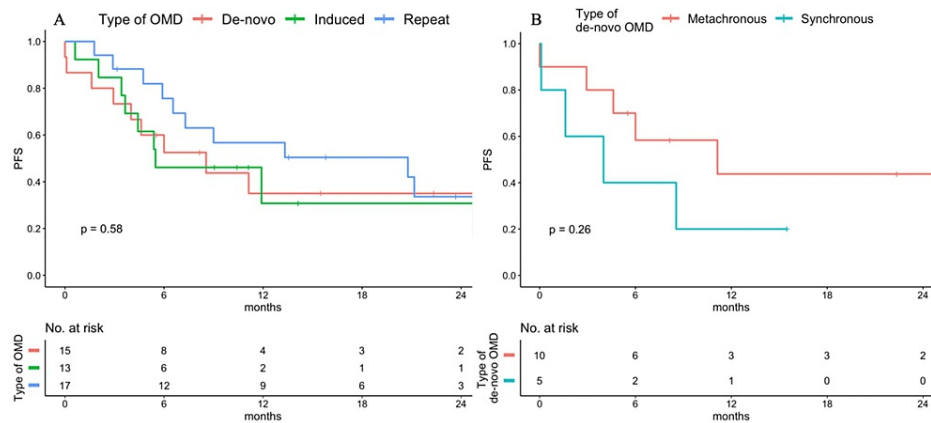 A
Type of OMD De-novo Induced Repeat
1.0
0.8
0.6
0.4
0.2
0.0
PFS
p = 0.58
0 6 12 18 24
months
No. at risk
Type of OMD
15 8 4 3 2
13 6 2 1 1
17 12 9 6 3
0 6 12 18 24
months
B
Type of
de-novo OMD
Metachronous Synchronous
1.0
0.8
0.6
0.4
0.2
0.0
PFS
p = 0.26
0 6 12 18 24
months
No. at risk
Type of
de-novo OMD
10 6 3 3 2
5 2 1 0 0
0 6 12 18 24
months